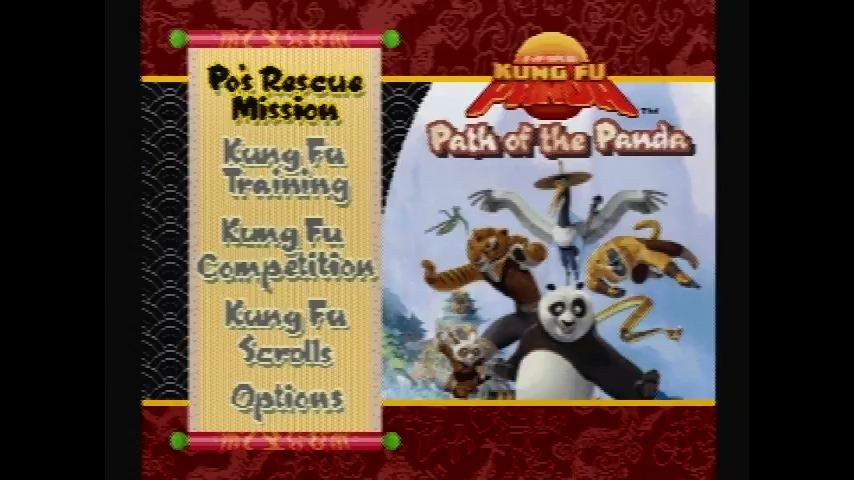 Po's Rescue
Mission
Kung Fu
Training
Kung Fu
Competition
Kung Fu
Scrolls
Options
KUNG FU
PANDA
TM
Path of the Panda